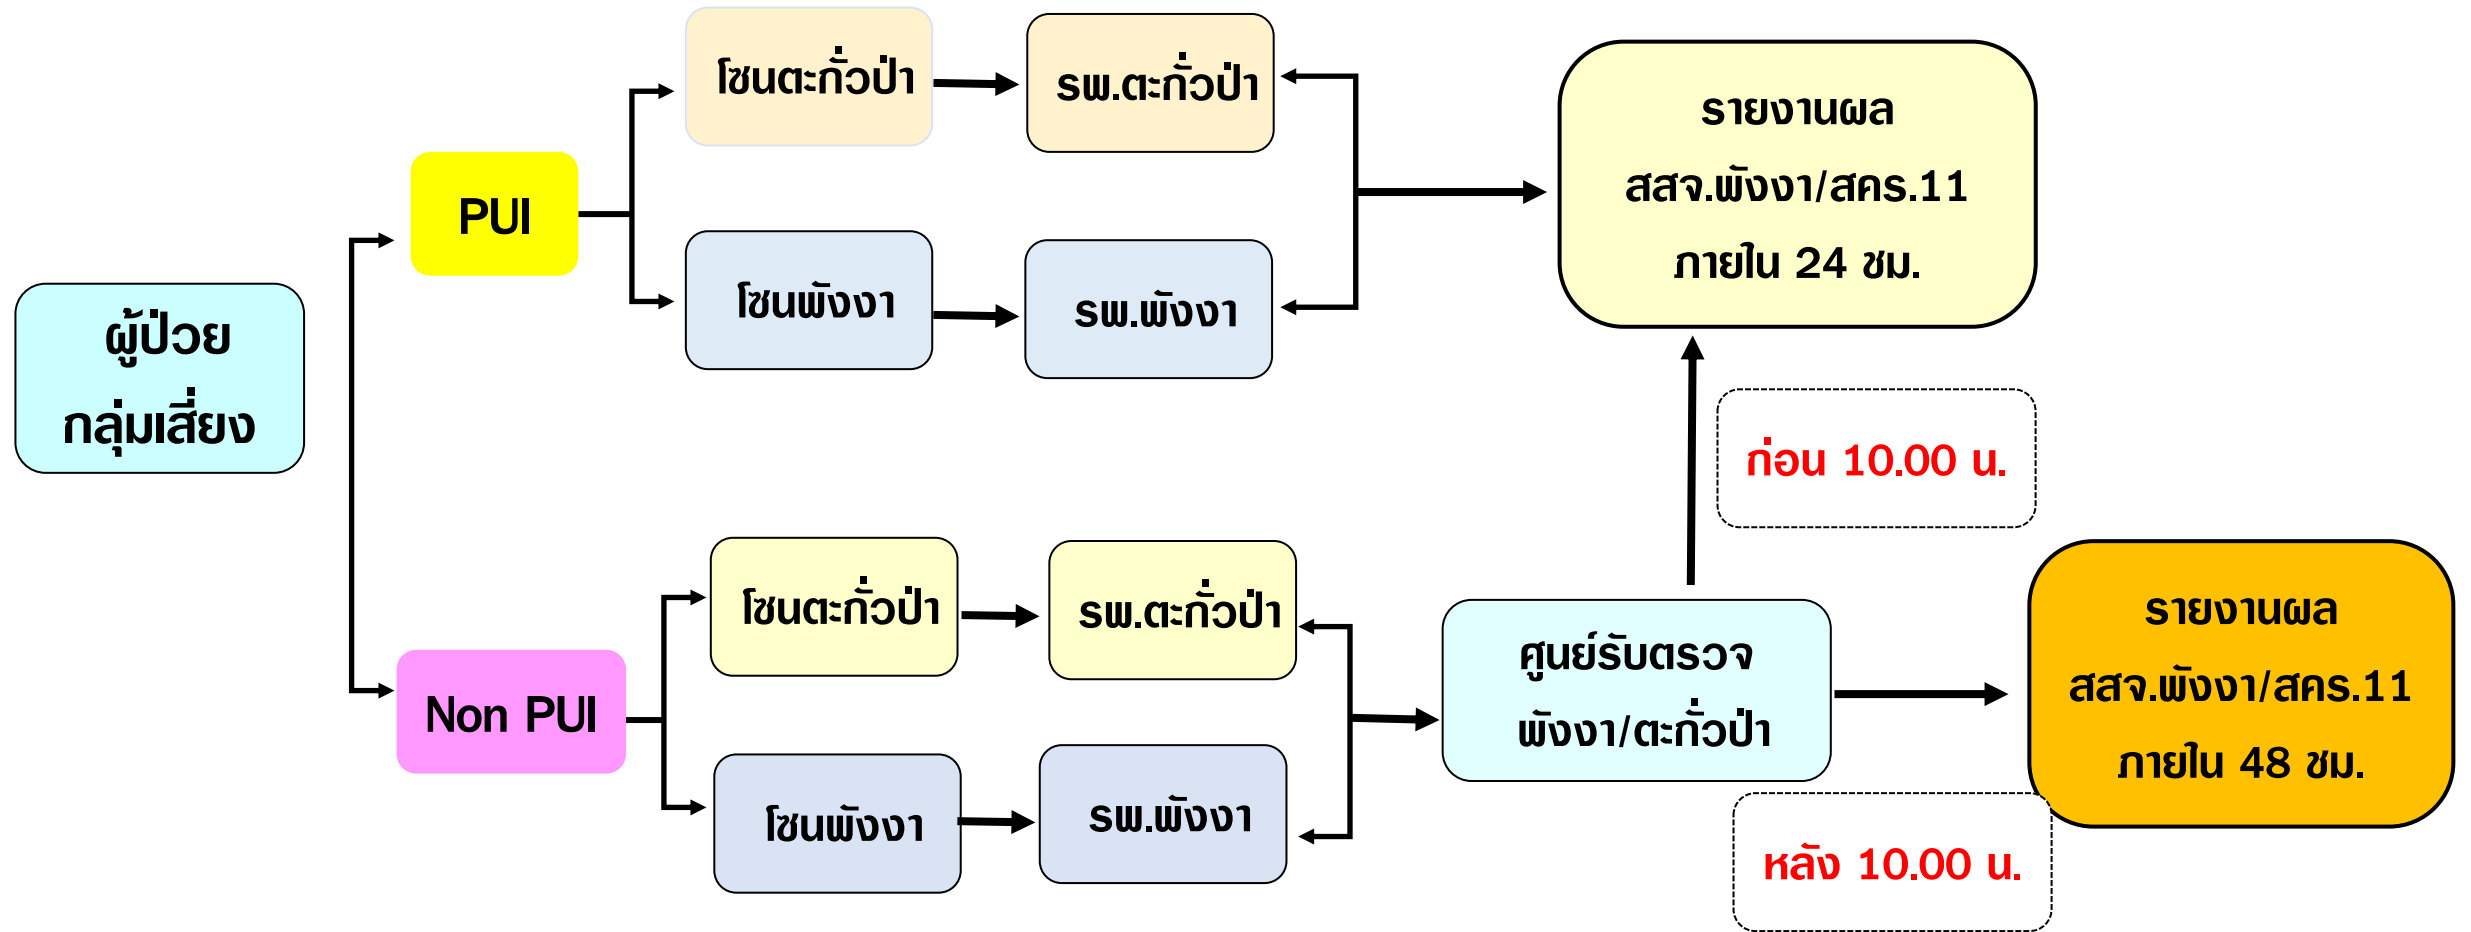 ผู้ป่วย
กลุ่มเสี่ยง
PUI
โซนตะกั่วป่า
รพ.ตะกั่วป่า
โซนพังงา
รพ.พังงา
รายงานผล
สสจ.พังงา/สคร.11
ภายใน 24 ชม.
ก่อน 10.00 น.
Non PUI
โซนตะกั่วป่า
รพ.ตะกั่วป่า
โซนพังงา
รพ.พังงา
ศูนย์รับตรวจ
พังงา/ตะกั่วป่า
รายงานผล
สสจ.พังงา/สคร.11
ภายใน 48 ชม.
หลัง 10.00 น.